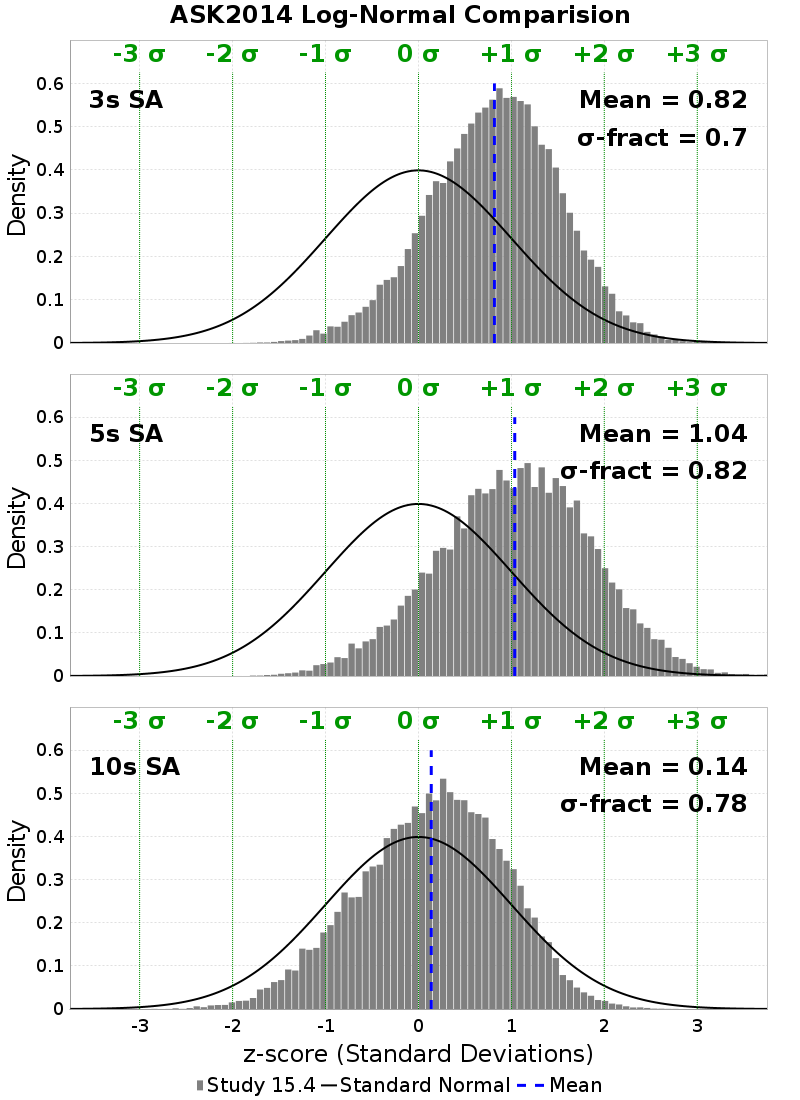 ASK2014 Log-Normal Comparision
-3 σ -2 σ -1 σ 0 σ +1 σ +2 σ +3 σ
0.6
3s SA
Mean = 0.82
0.5
σ-fract = 0.7
0.4
0.3
0.2
0.1
0
Density
-3 σ -2 σ -1 σ 0 σ +1 σ +2 σ +3 σ
0.6
5s SA
Mean = 1.04
0.5
σ-fract = 0.82
0.4
0.3
0.2
0.1
0
Density
-3 σ -2 σ -1 σ 0 σ +1 σ +2 σ +3 σ
0.6
10s SA
Mean = 0.14
0.5
σ-fract = 0.78
0.4
0.3
0.2
0.1
0
Density
-3 -2 -1 0 1 2 3
z-score (Standard Deviations)
Study 15.4 Standard Normal Mean